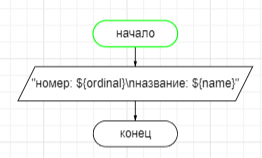 начало
"номер: ${ordinal}\nназвание: ${name}"
конец